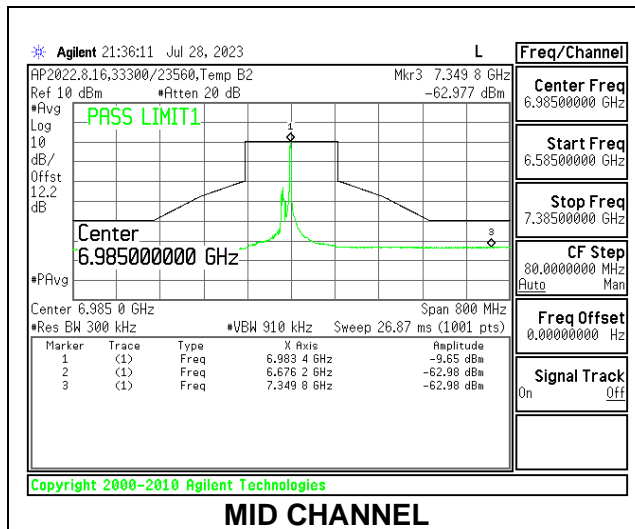 Agilent 21:36:11 Jul 28, 2023 L
AP2022.8.16,33300/23560,Temp B2 Mkr3 7.349 8 GHz
Ref 10 dBm #Atten 20 dB -62.977 dBm
#Avg
Log
10
dB/
Offst
12.2
dB
#PAvg
PASS LIMIT1
1
3
Center
6.985000000 GHz
Center 6.985 0 GHz Span 800 MHz
#Res BW 300 kHz #VBW 910 kHz Sweep 26.87 ms (1001 pts)
Marker Trace Type X Axis Amplitude
1 (1) Freq 6.983 4 GHz -9.65 dBm
2 (1) Freq 6.676 2 GHz -62.98 dBm
3 (1) Freq 7.349 8 GHz -62.98 dBm
Freq/Channel
Center Freq
6.98500000 GHz
Start Freq
6.58500000 GHz
Stop Freq
7.38500000 GHz
CF Step
80.0000000 MHz
Auto Man
Freq Offset
0.00000000 Hz
Signal Track
On Off
Copyright 2000-2010 Agilent Technologies
MID CHANNEL